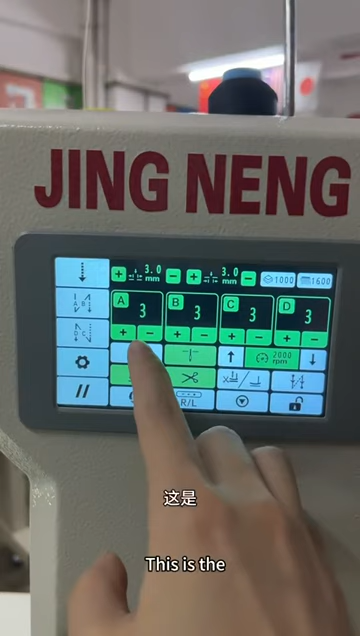 JING NENG
+ 3.0 mm - + 3.0 mm - 1000 1600
A B C D
3 3 3 3
+ - + - + - + -
2000 rpm
R/L
这是
This is the